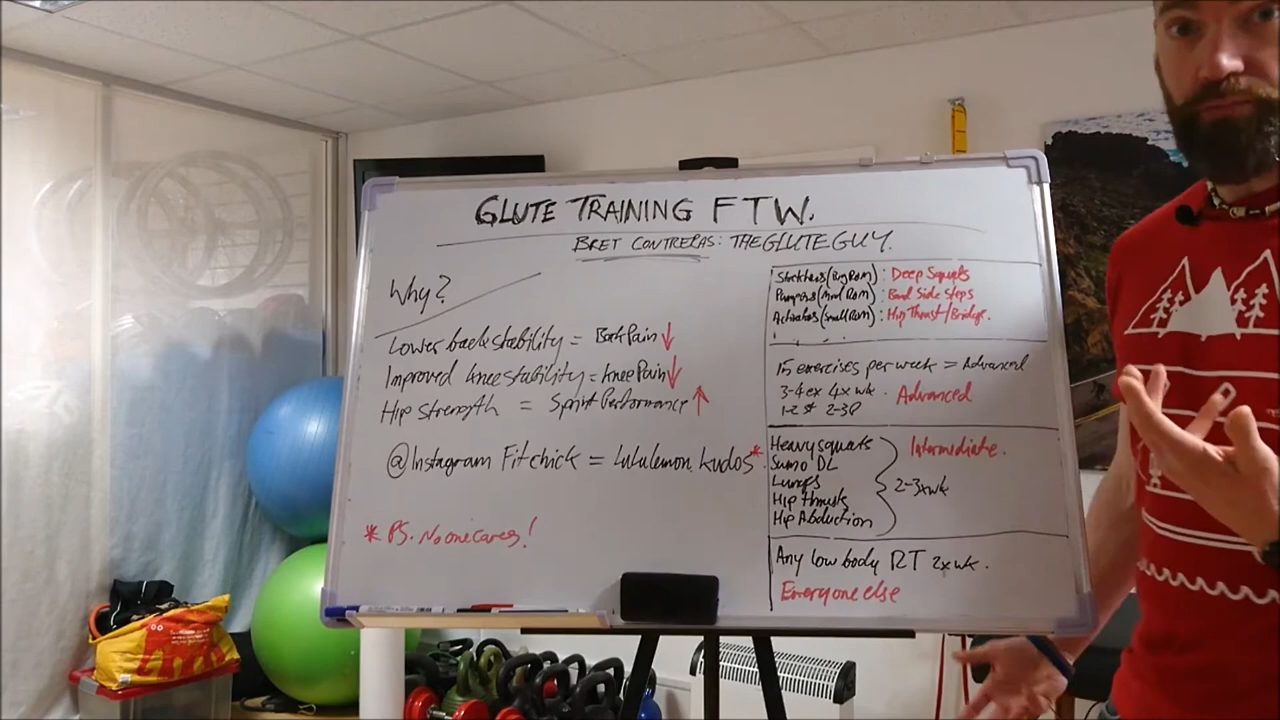 GLUTE TRAINING FTW.
BRET CONTRERAS: THEGLUTEGUY.
Why?
Lower back stability = Back Pain ↓
Improved knee stability = Knee Pain ↓
Hip strength = Sprint Performance ↑
@Instagram Fitchick = Lululemon kudos*
* PS. No one cares!
Stretchers (Big ROM) : Deep Squats
Pumpers (Mod ROM) : Band Side Steps
Activators (small ROM) : Hip Thrust/Bridge.
15 exercises per week = Advanced
3-4 ex 4x wk. Advanced
1-2 st 2-3P
Heavy squats
Sumo DL
Lunges
Hip thrusts
Hip Abduction
2-3x wk
Intermediate.
Any low body RT 2x wk.
Everyone else